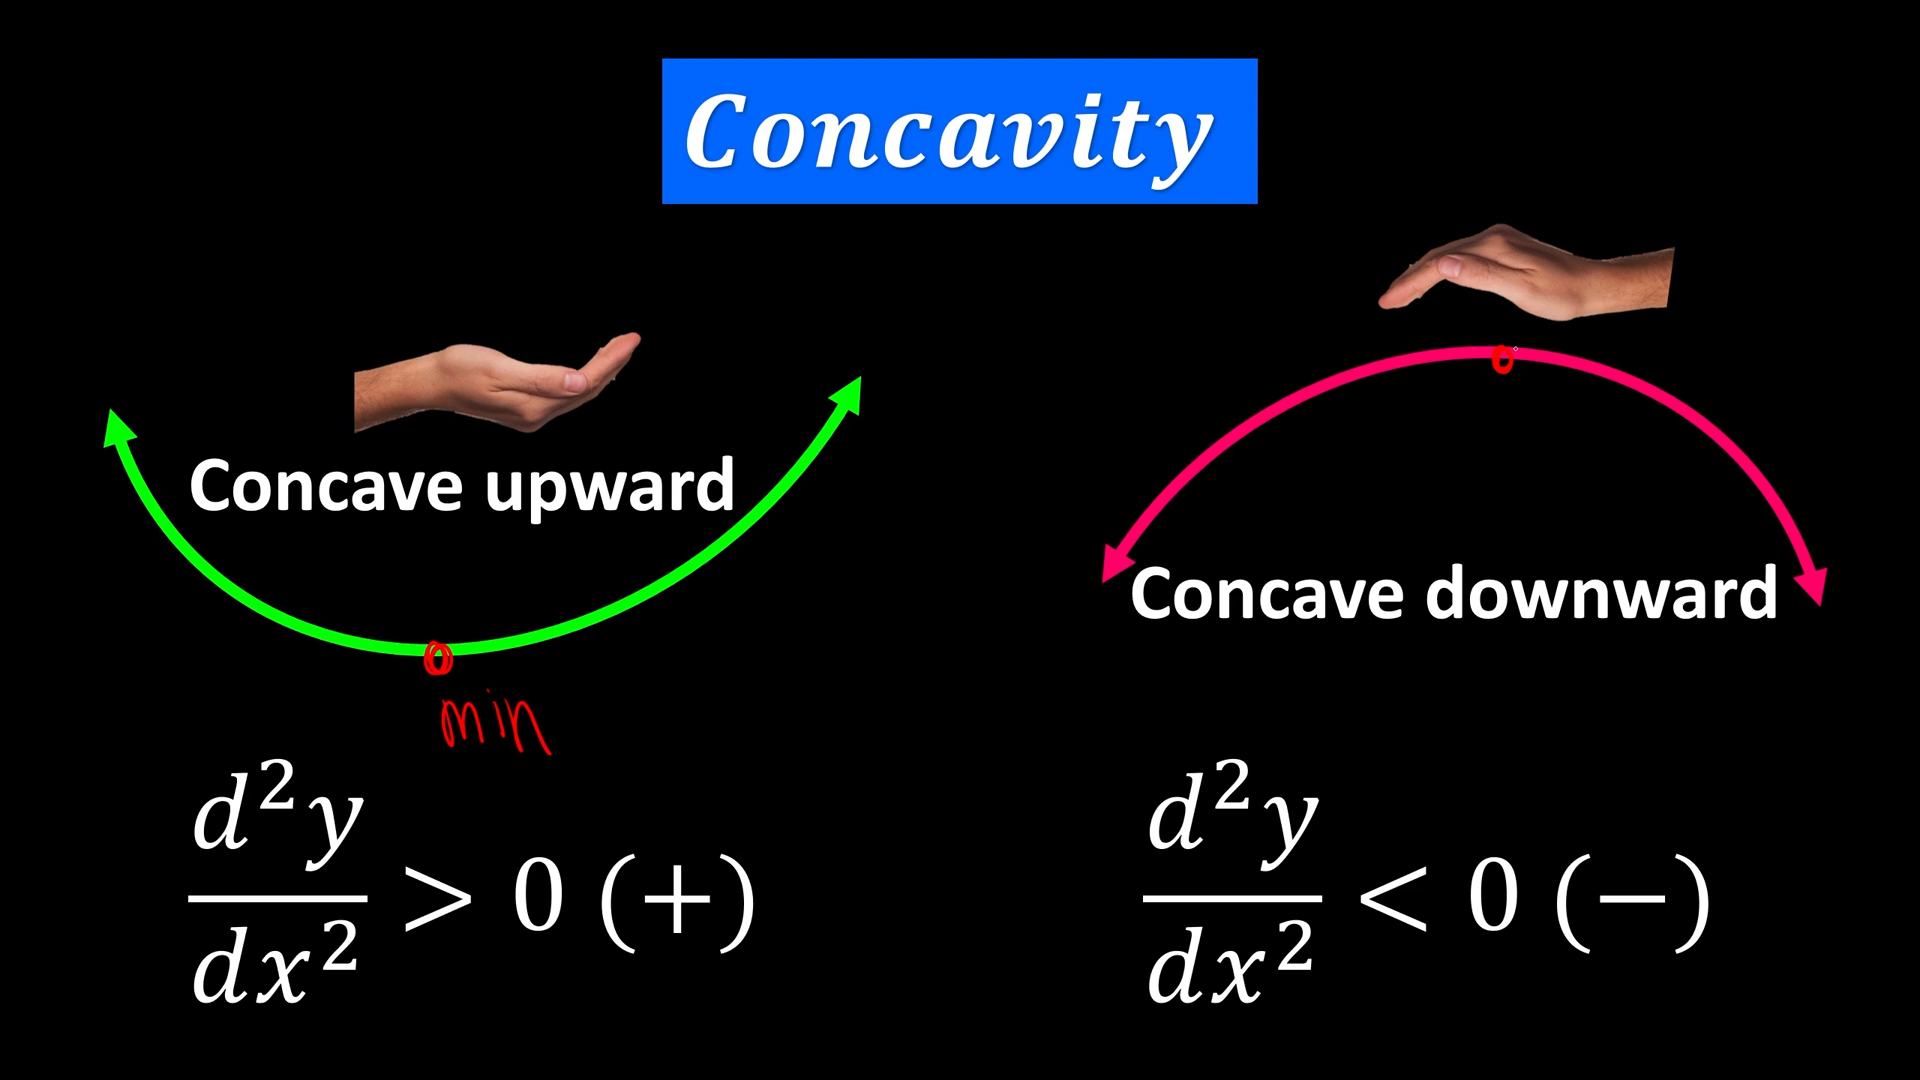 Concavity
Concave upward
min
d²y/dx² > 0 (+)
Concave downward
d²y/dx² < 0 (−)